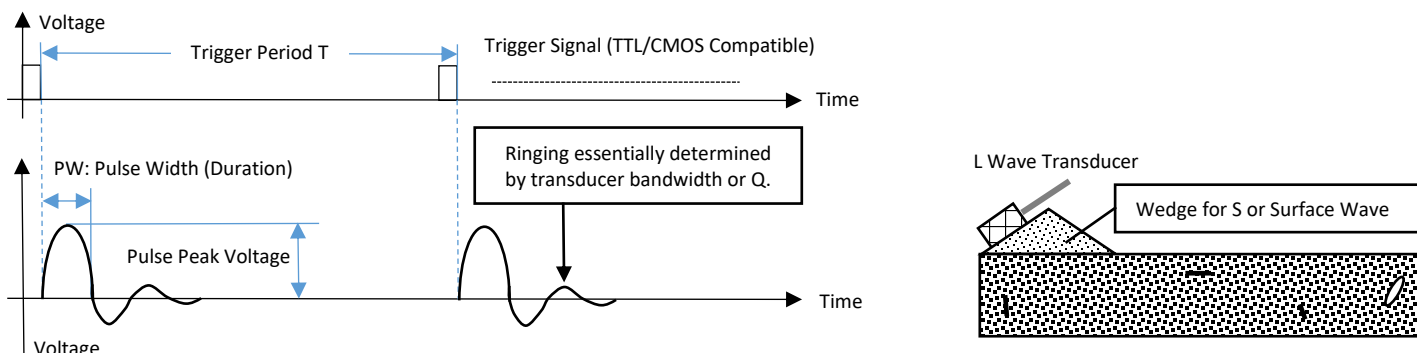 Voltage
Trigger Period T
Trigger Signal (TTL/CMOS Compatible)
Time
PW: Pulse Width (Duration)
Ringing essentially determined
by transducer bandwidth or Q.
Pulse Peak Voltage
Time
Voltage
L Wave Transducer
Wedge for S or Surface Wave